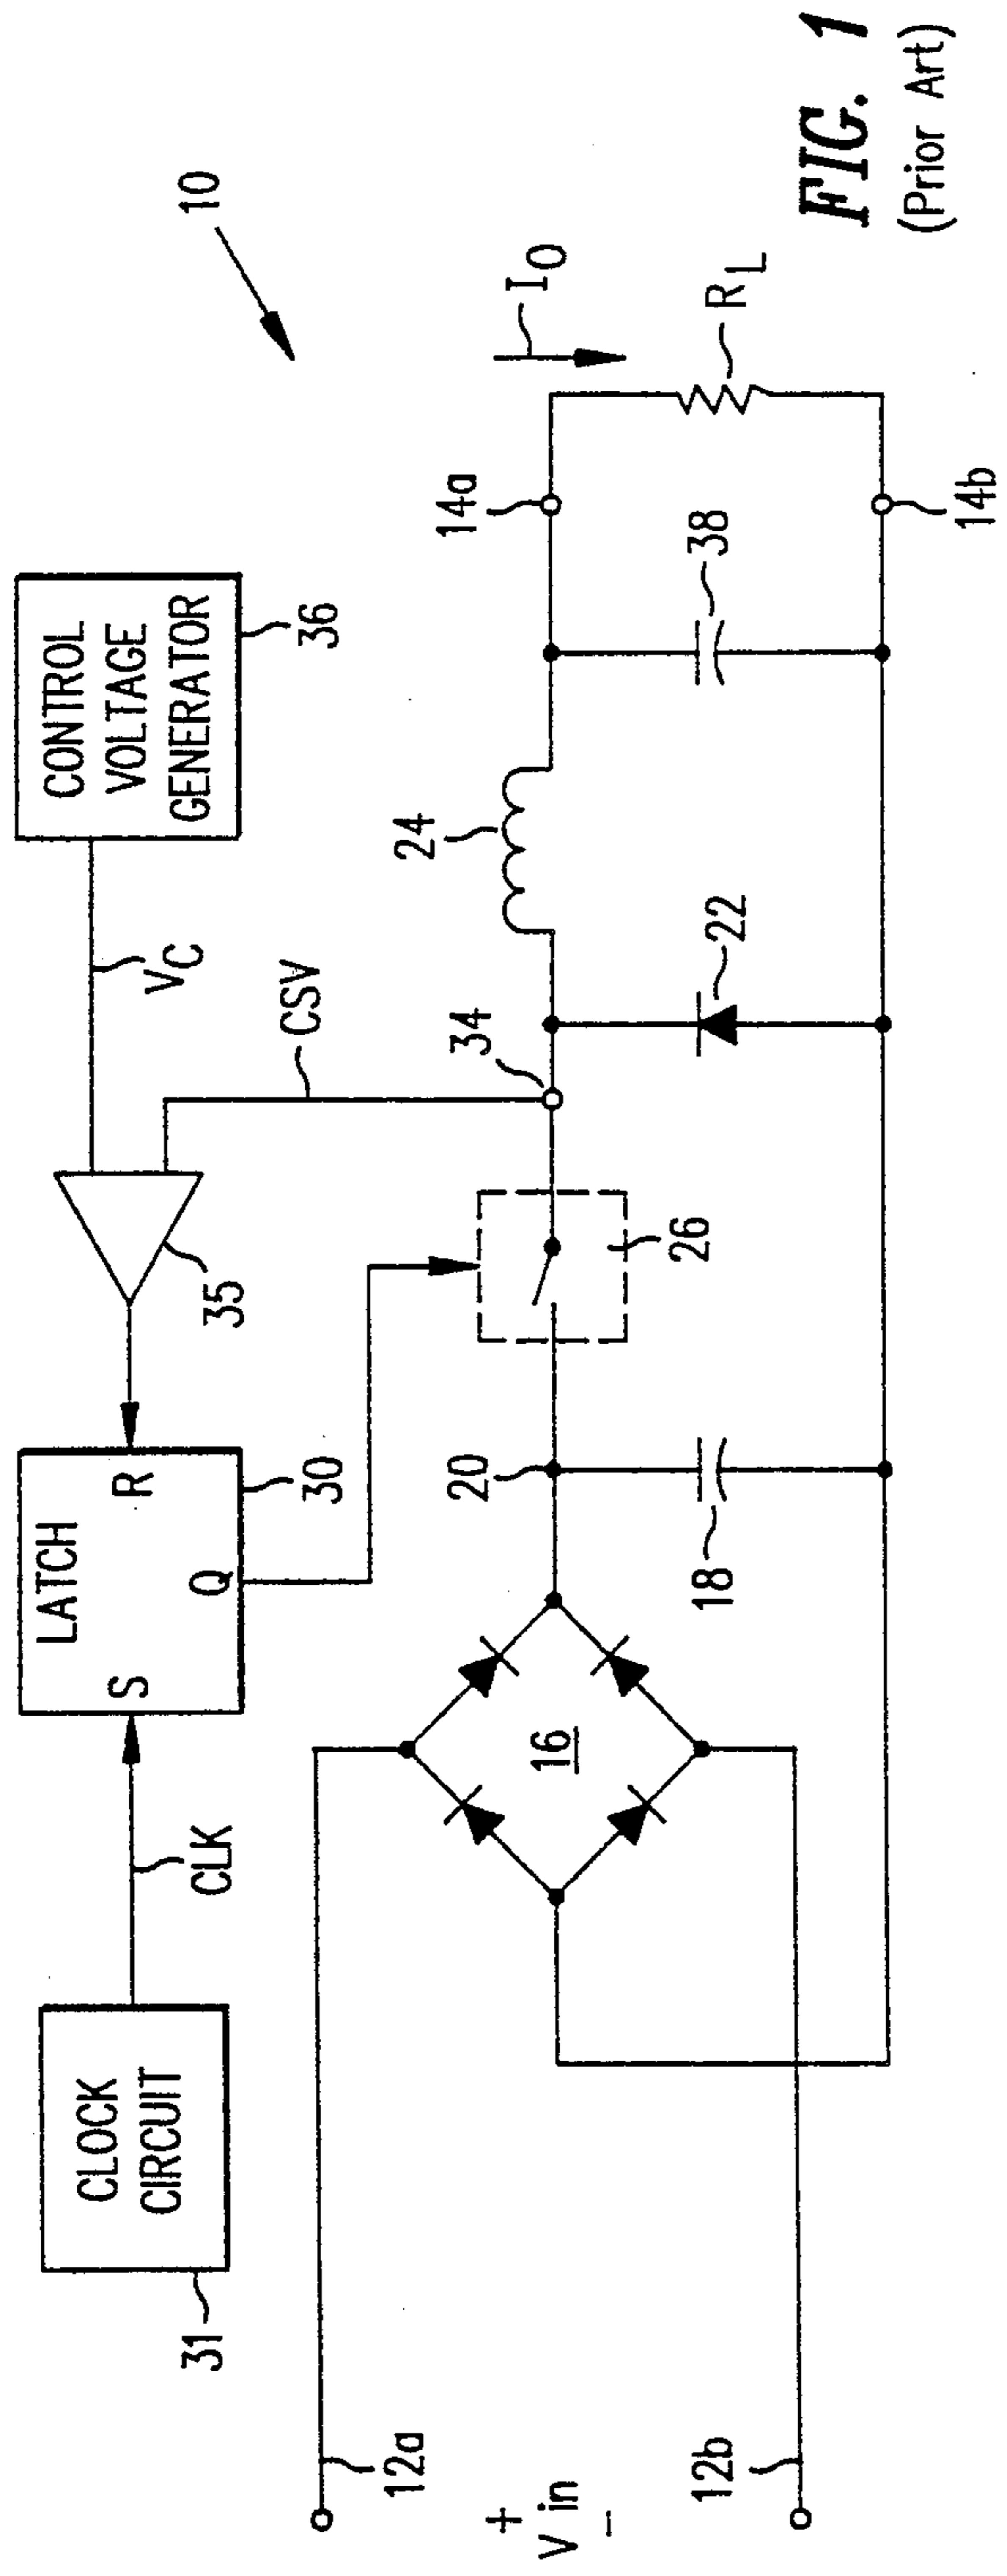 10
CLOCK
CIRCUIT
31
CLK
LATCH
S
R
Q
30
35
CONTROL
VOLTAGE
GENERATOR
36
VC
CSV
12a
+
V in
−
12b
16
20
18
26
34
22
24
38
14a
14b
IO
RL
FIG. 1
(Prior Art)